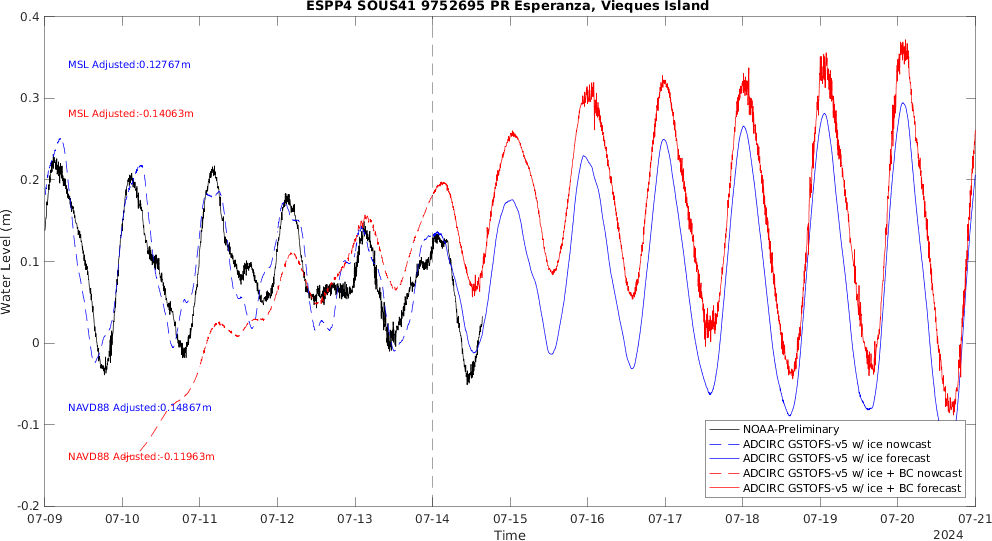 ESPP4 SOUS41 9752695 PR Esperanza, Vieques Island
Water Level (m)
0.4
0.3
0.2
0.1
0
-0.1
-0.2
MSL Adjusted:0.12767m
MSL Adjusted:-0.14063m
NAVD88 Adjusted:0.14867m
NAVD88 Adjusted:-0.11963m
NOAA-Preliminary
ADCIRC GSTOFS-v5 w/ ice nowcast
ADCIRC GSTOFS-v5 w/ ice forecast
ADCIRC GSTOFS-v5 w/ ice + BC nowcast
ADCIRC GSTOFS-v5 w/ ice + BC forecast
07-09 07-10 07-11 07-12 07-13 07-14 07-15 07-16 07-17 07-18 07-19 07-20 07-21
Time
2024